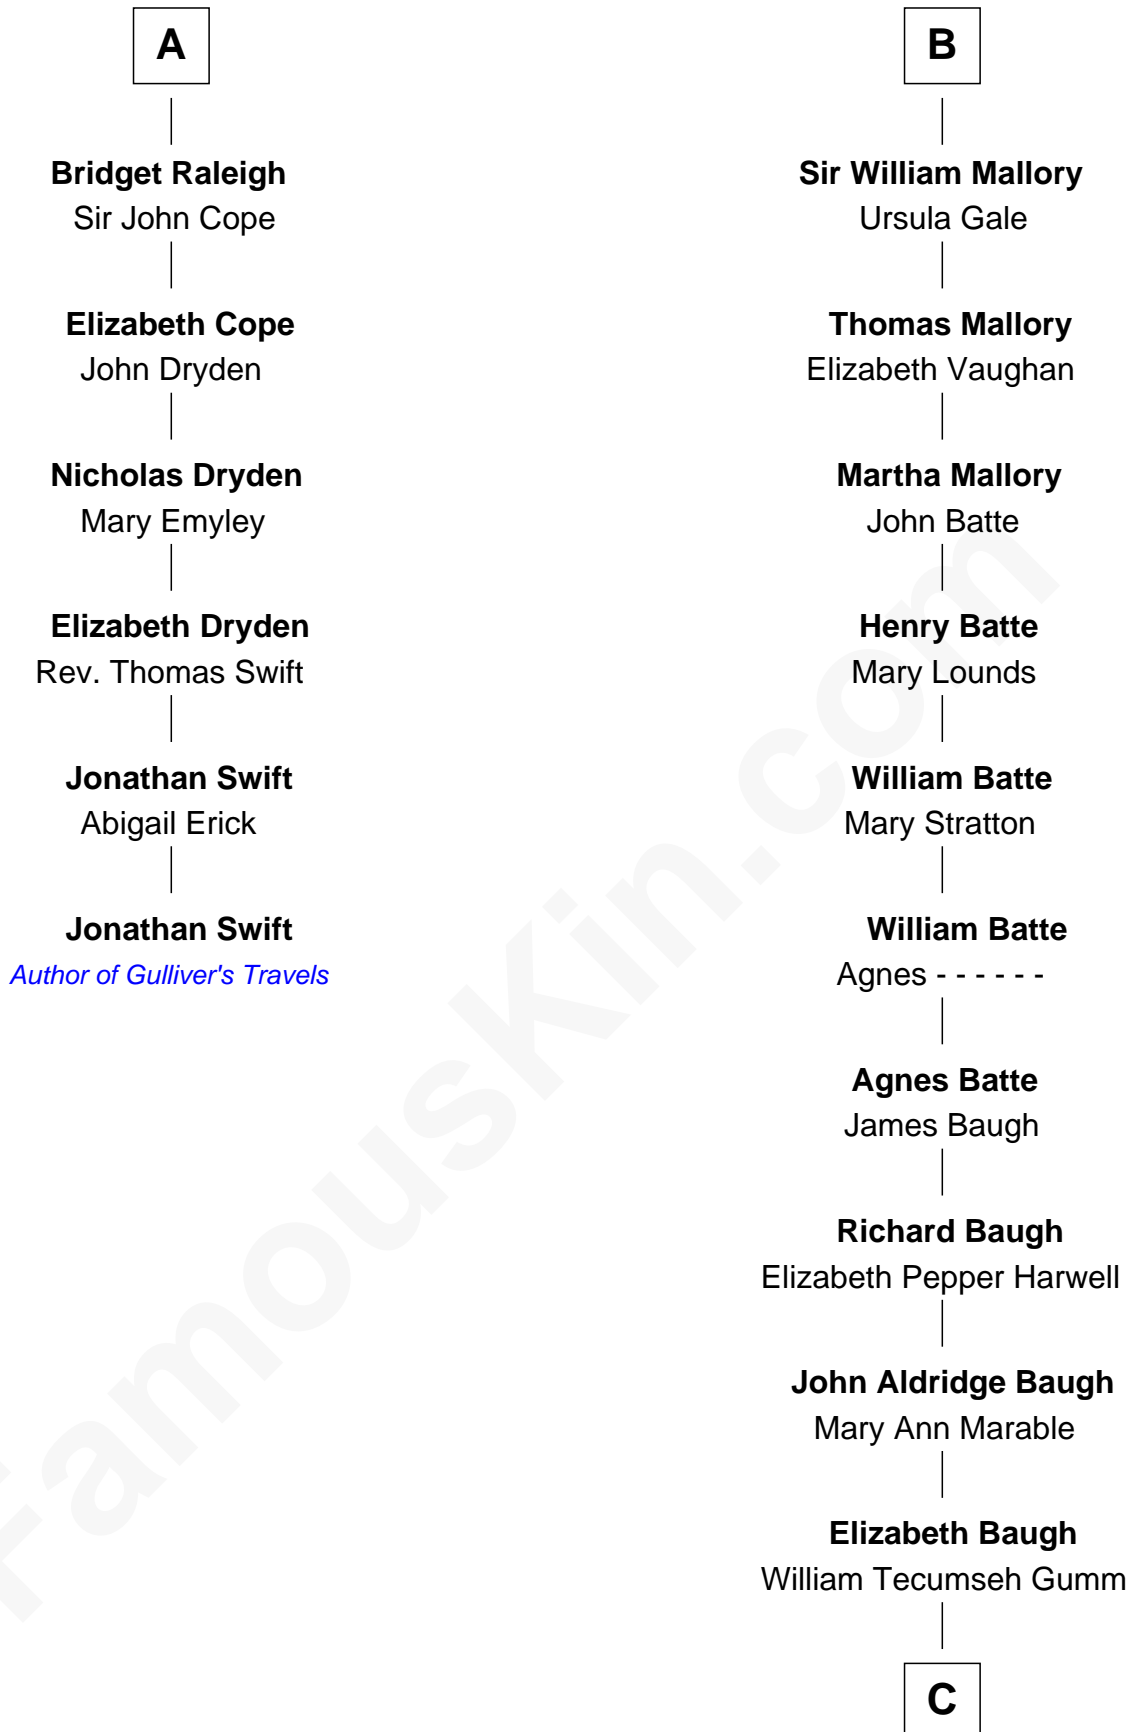 A
Bridget Raleigh
Sir John Cope
Elizabeth Cope
John Dryden
Nicholas Dryden
Mary Emyley
Elizabeth Dryden
Rev. Thomas Swift
Jonathan Swift
Abigail Erick
Jonathan Swift
Author of Gulliver's Travels
B
Sir William Mallory
Ursula Gale
Thomas Mallory
Elizabeth Vaughan
Martha Mallory
John Batte
Henry Batte
Mary Lounds
William Batte
Mary Stratton
William Batte
Agnes - - - - - -
Agnes Batte
James Baugh
Richard Baugh
Elizabeth Pepper Harwell
John Aldridge Baugh
Mary Ann Marable
Elizabeth Baugh
William Tecumseh Gumm
C
FamousKin.com